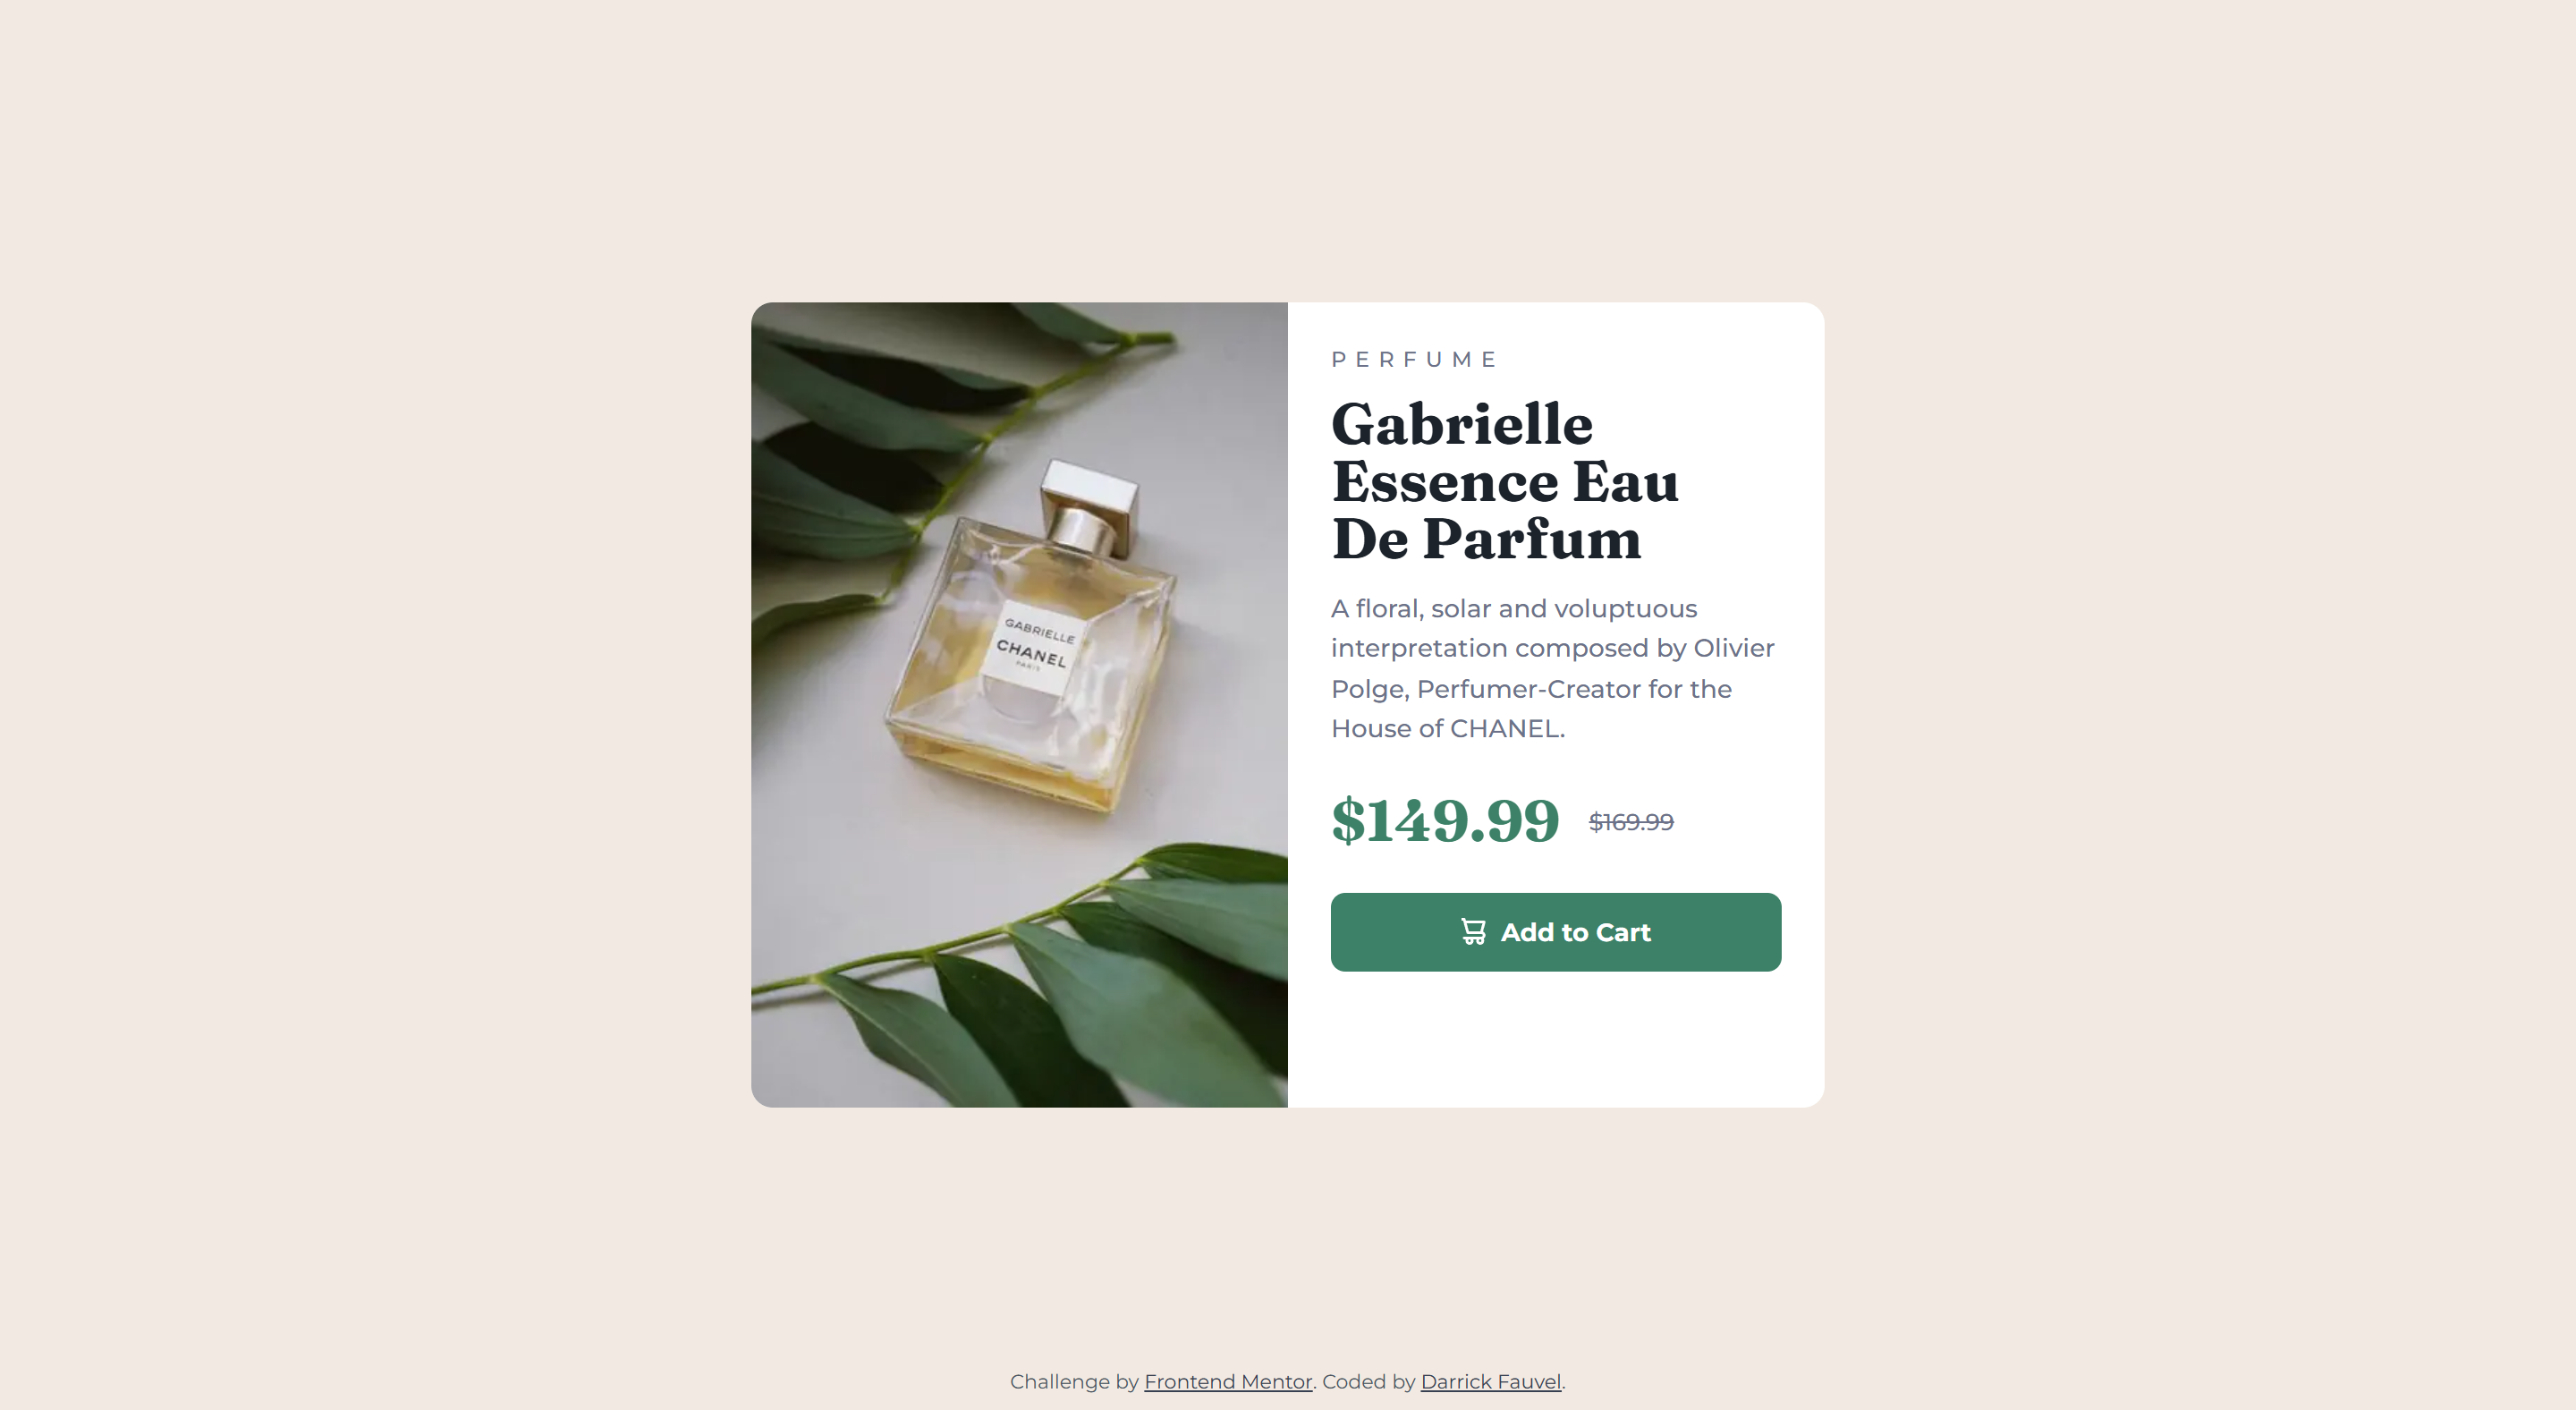 PERFUME
Gabrielle
Essence Eau
De Parfum
A floral, solar and voluptuous
interpretation composed by Olivier
Polge, Perfumer-Creator for the
House of CHANEL.
$149.99 $169.99
Add to Cart
GABRIELLE
CHANEL
PARIS
Challenge by Frontend Mentor. Coded by Darrick Fauvel.